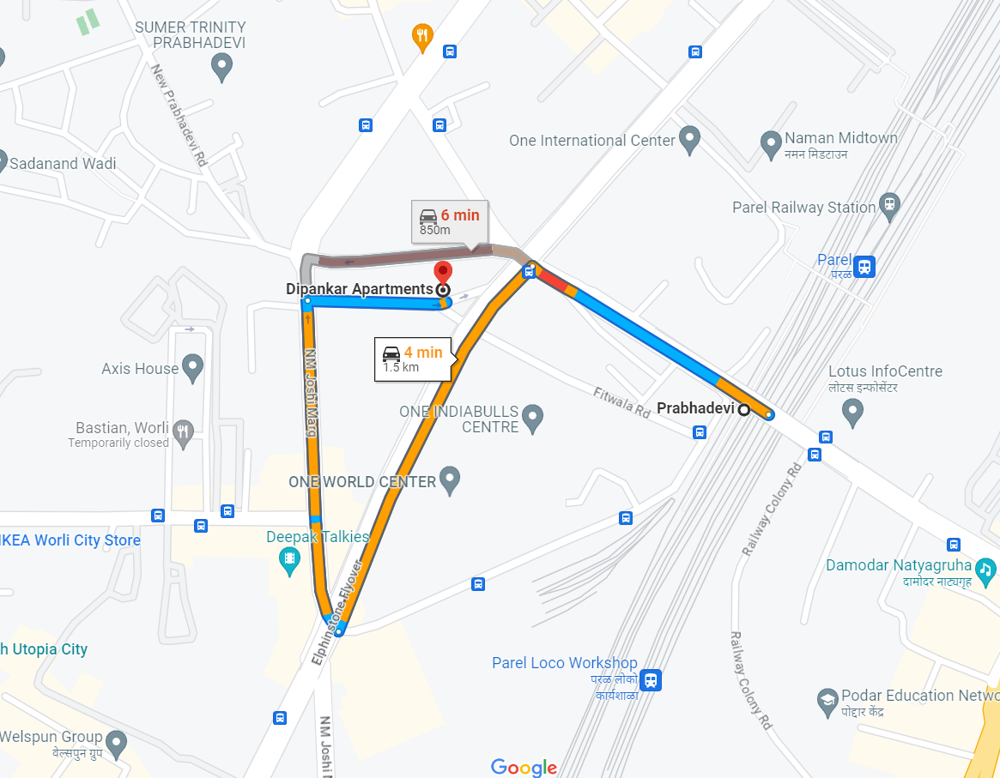 SUMER TRINITY
PRABHADEVI
New Prabhadevi Rd
One International Center
Naman Midtown
नमन मिडटाउन
Sadanand Wadi
Parel Railway Station
6 min
850m
Parel
परळ
Dipankar Apartments
4 min
1.5 km
NM Joshi Marg
Axis House
Lotus InfoCentre
लोटस इन्फोसेंटर
Fitwala Rd
Prabhadevi
ONE INDIABULLS
CENTRE
Bastian, Worli
Temporarily closed
ONE WORLD CENTER
Railway Colony Rd
IKEA Worli City Store
Deepak Talkies
Damodar Natyagruha
दामोदर नाट्यगृह
Elphinstone Flyover
h Utopia City
Parel Loco Workshop
परळ लोको
कार्यशाळा
Railway Colony Rd
Podar Education Netwo
पोद्दार केंद्र
NM Joshi
Welspun Group
वेल्सपुन ग्रुप
Google